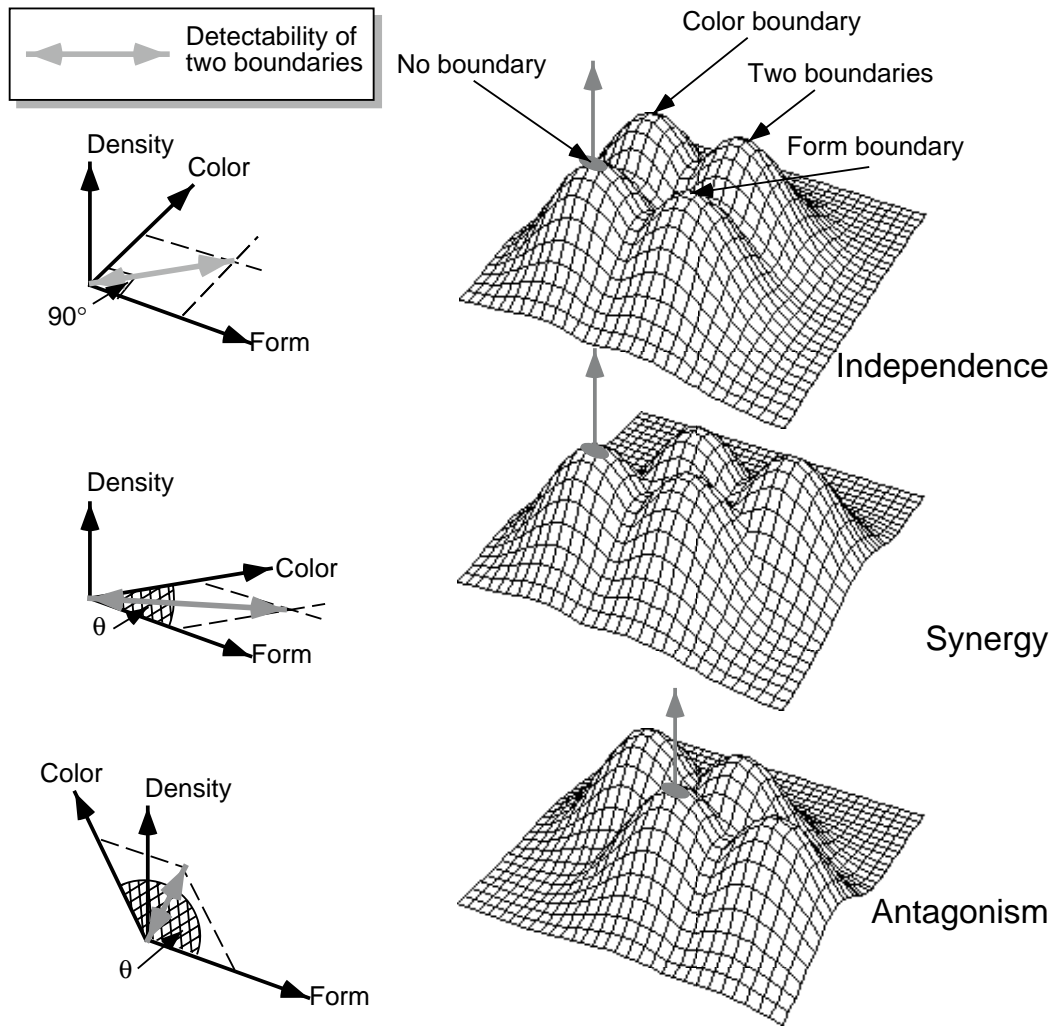 Detectability of
two boundaries
Color boundary
No boundary
Two boundaries
Form boundary
Density
Color
90°
Form
Independence
Density
Color
θ
Form
Synergy
Color
Density
θ
Form
Antagonism